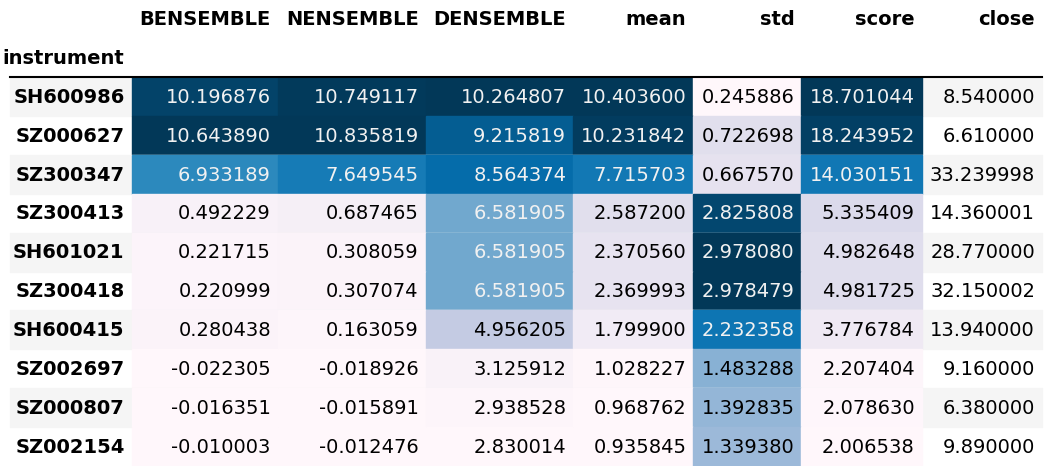 BENSEMBLE NENSEMBLE DENSEMBLE mean std score close
instrument
SH600986 10.196876 10.749117 10.264807 10.403600 0.245886 18.701044 8.540000
SZ000627 10.643890 10.835819 9.215819 10.231842 0.722698 18.243952 6.610000
SZ300347 6.933189 7.649545 8.564374 7.715703 0.667570 14.030151 33.239998
SZ300413 0.492229 0.687465 6.581905 2.587200 2.825808 5.335409 14.360001
SH601021 0.221715 0.308059 6.581905 2.370560 2.978080 4.982648 28.770000
SZ300418 0.220999 0.307074 6.581905 2.369993 2.978479 4.981725 32.150002
SH600415 0.280438 0.163059 4.956205 1.799900 2.232358 3.776784 13.940000
SZ002697 -0.022305 -0.018926 3.125912 1.028227 1.483288 2.207404 9.160000
SZ000807 -0.016351 -0.015891 2.938528 0.968762 1.392835 2.078630 6.380000
SZ002154 -0.010003 -0.012476 2.830014 0.935845 1.339380 2.006538 9.890000